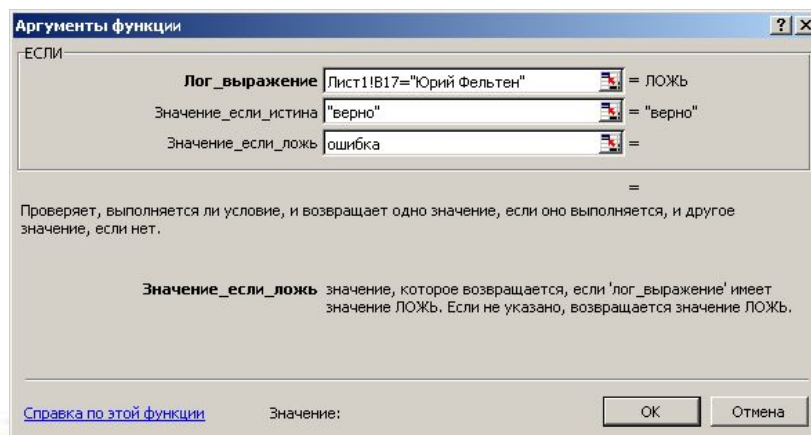 Аргументы функции
ЕСЛИ
Лог_выражение Лист1!B17="Юрий Фельтен" = ЛОЖЬ
Значение_если_истина "верно" = "верно"
Значение_если_ложь ошибка =
=
Проверяет, выполняется ли условие, и возвращает одно значение, если оно выполняется, и другое
значение, если нет.
Значение_если_ложь значение, которое возвращается, если 'лог_выражение' имеет
значение ЛОЖЬ. Если не указано, возвращается значение ЛОЖЬ.
Справка по этой функции Значение: ОК Отмена